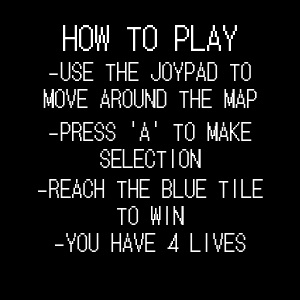 HOW TO PLAY
-USE THE JOYPAD TO
MOVE AROUND THE MAP
-PRESS 'A' TO MAKE
SELECTION
-REACH THE BLUE TILE
TO WIN
-YOU HAVE 4 LIVES